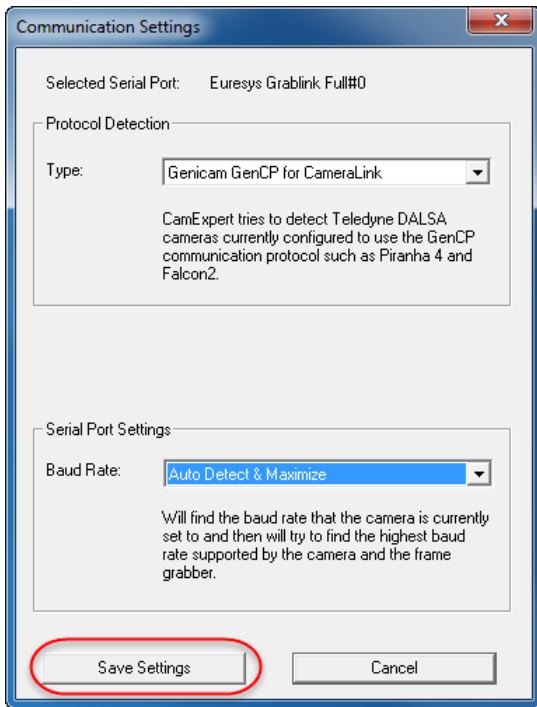 Communication Settings
Selected Serial Port: Euresys Grablink Full#0
Protocol Detection
Type: Genicam GenCP for CameraLink
CamExpert tries to detect Teledyne DALSA
cameras currently configured to use the GenCP
communication protocol such as Piranha 4 and
Falcon2.
Serial Port Settings
Baud Rate: Auto Detect & Maximize
Will find the baud rate that the camera is currently
set to and then will try to find the highest baud
rate supported by the camera and the frame
grabber.
Save Settings Cancel